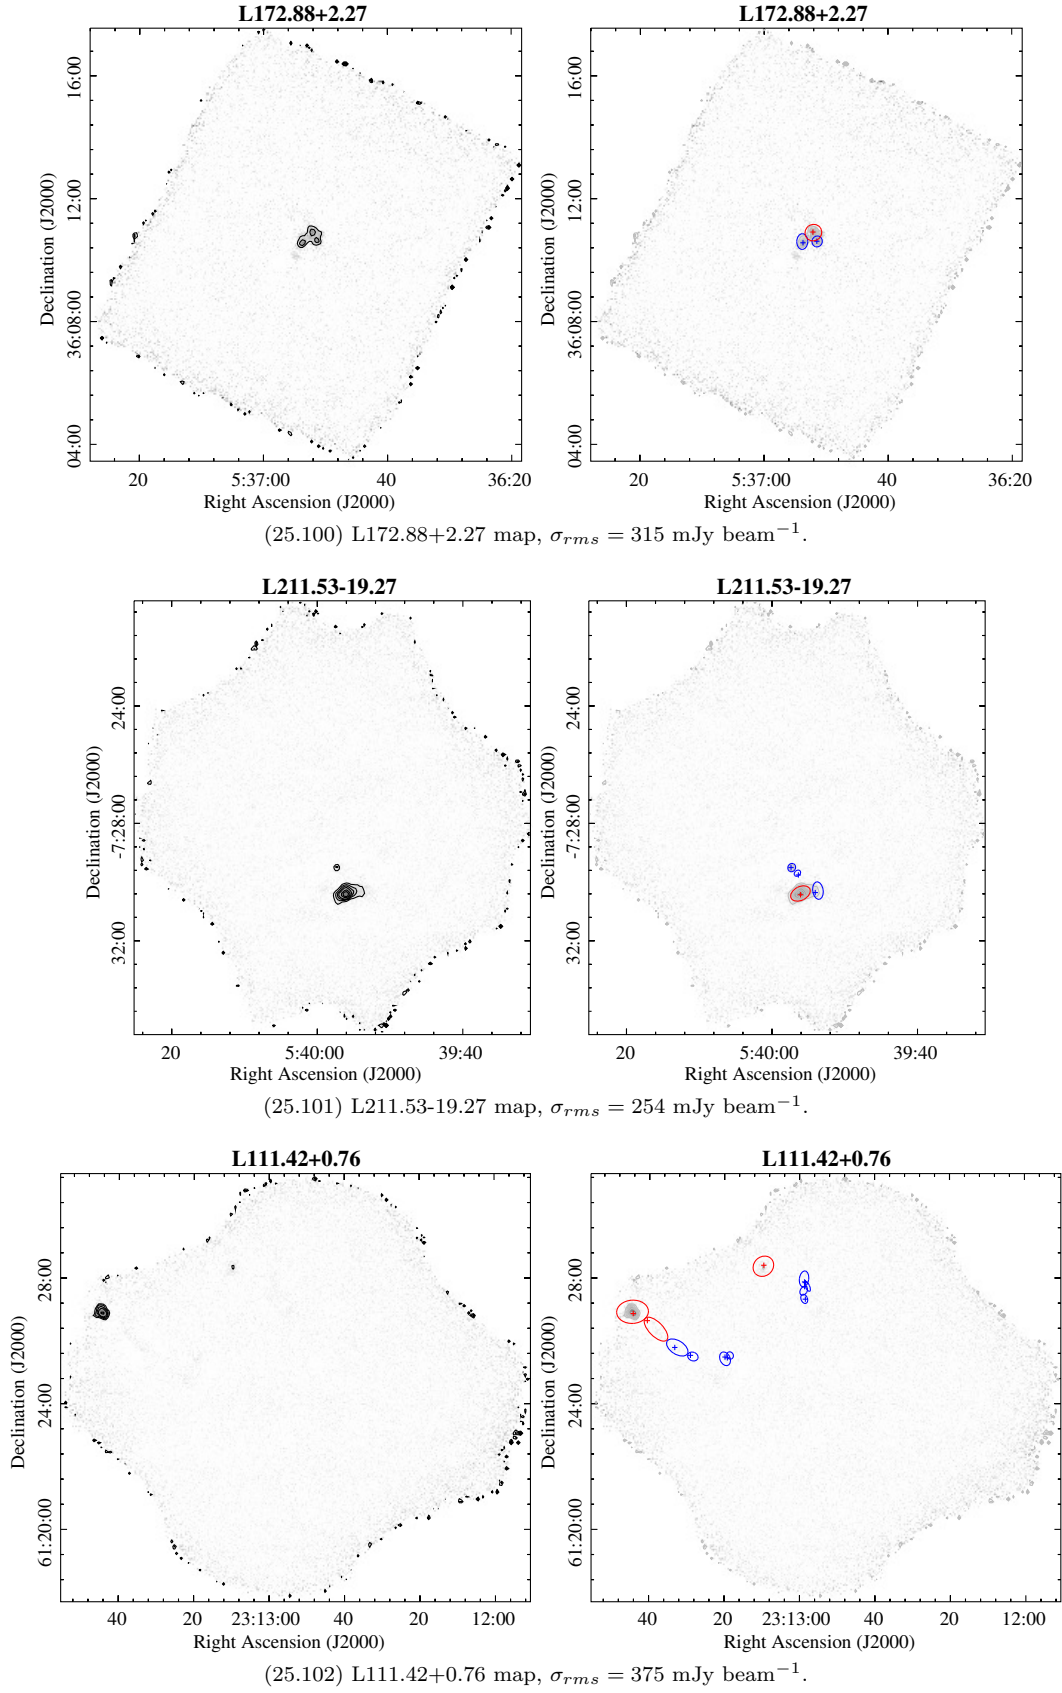 L172.88+2.27
L172.88+2.27
Declination (J2000)
16:00
12:00
36:08:00
04:00
20
5:37:00
40
36:20
Right Ascension (J2000)
Declination (J2000)
16:00
12:00
36:08:00
04:00
20
5:37:00
40
36:20
Right Ascension (J2000)
(25.100) L172.88+2.27 map, σrms = 315 mJy beam−1.
L211.53-19.27
L211.53-19.27
Declination (J2000)
24:00
-7:28:00
32:00
20
5:40:00
39:40
Right Ascension (J2000)
Declination (J2000)
24:00
-7:28:00
32:00
20
5:40:00
39:40
Right Ascension (J2000)
(25.101) L211.53-19.27 map, σrms = 254 mJy beam−1.
L111.42+0.76
L111.42+0.76
Declination (J2000)
28:00
24:00
61:20:00
40
20
23:13:00
40
20
12:00
Right Ascension (J2000)
Declination (J2000)
28:00
24:00
61:20:00
40
20
23:13:00
40
20
12:00
Right Ascension (J2000)
(25.102) L111.42+0.76 map, σrms = 375 mJy beam−1.